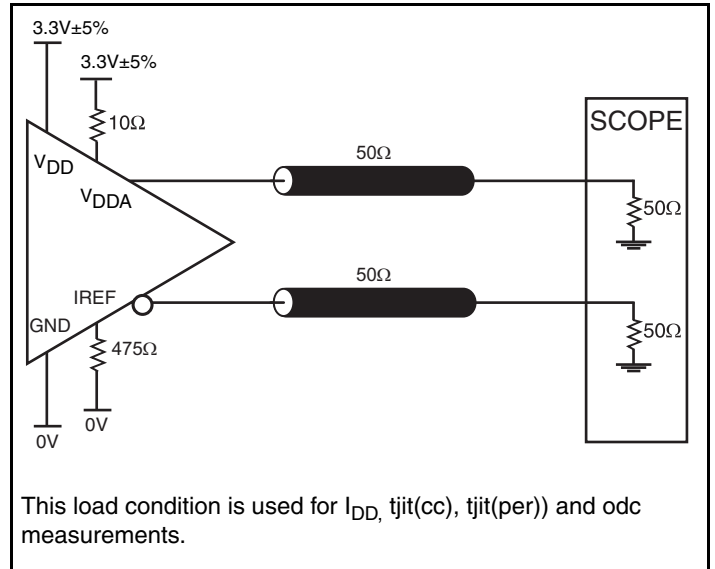 3.3V±5%
3.3V±5%
10Ω
SCOPE
50Ω
VDD
VDDA
50Ω
50Ω
IREF
GND
475Ω
50Ω
0V
0V
This load condition is used for IDD, tjit(cc), tjit(per)) and odc
measurements.